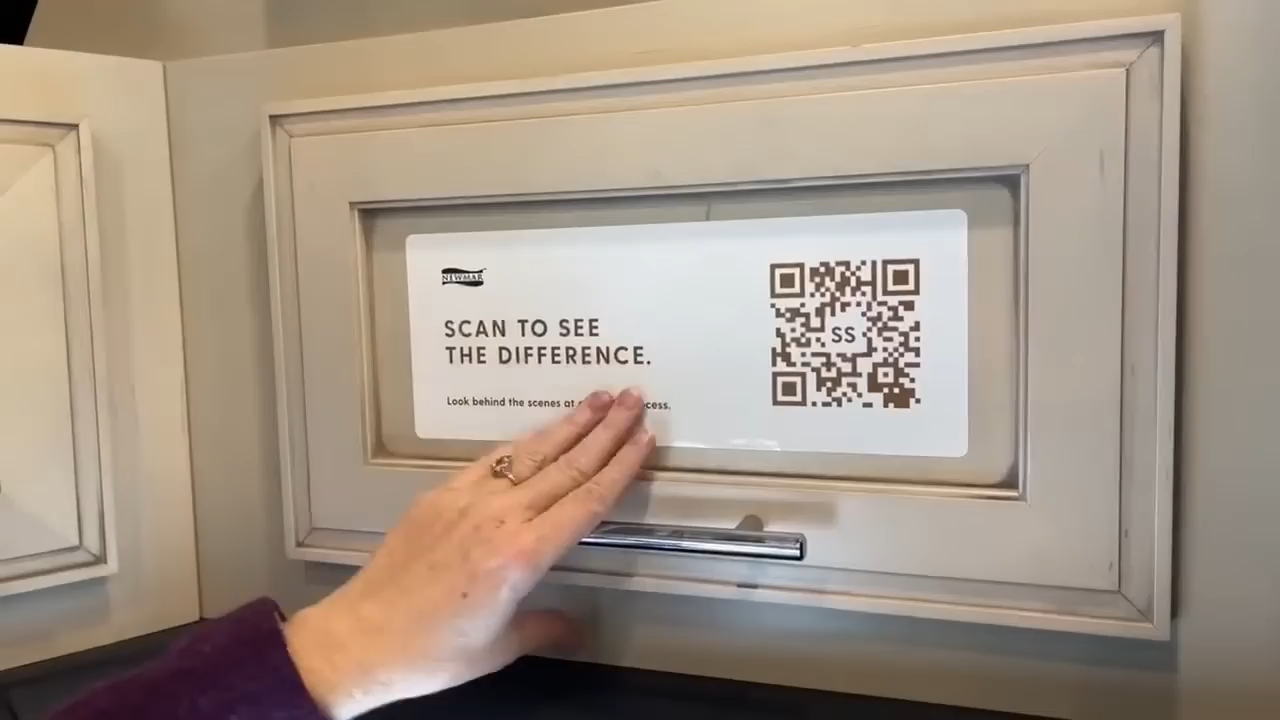 NEWMAR
SCAN TO SEE
THE DIFFERENCE.
Look behind the scenes at
SS